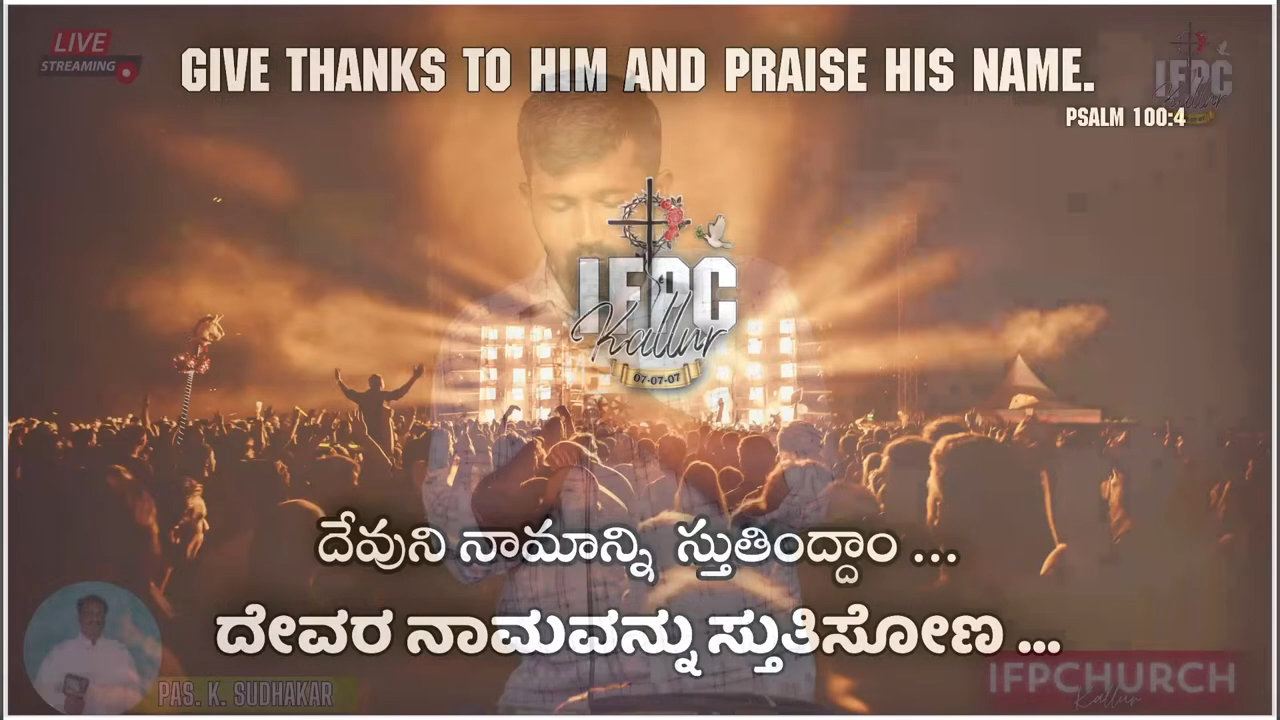 LIVE
STREAMING
GIVE THANKS TO HIM AND PRAISE HIS NAME.
PSALM 100:4
IFPC
Kallur
IFPC
Kallur
07-07-07
దేవుని నామాన్ని స్తుతింద్దాం ...
ದೇವರ ನಾಮವನ್ನು ಸ್ತುತಿಸೋಣ ...
PAS. K. SUDHAKAR
IFPCHURCH
Kallur